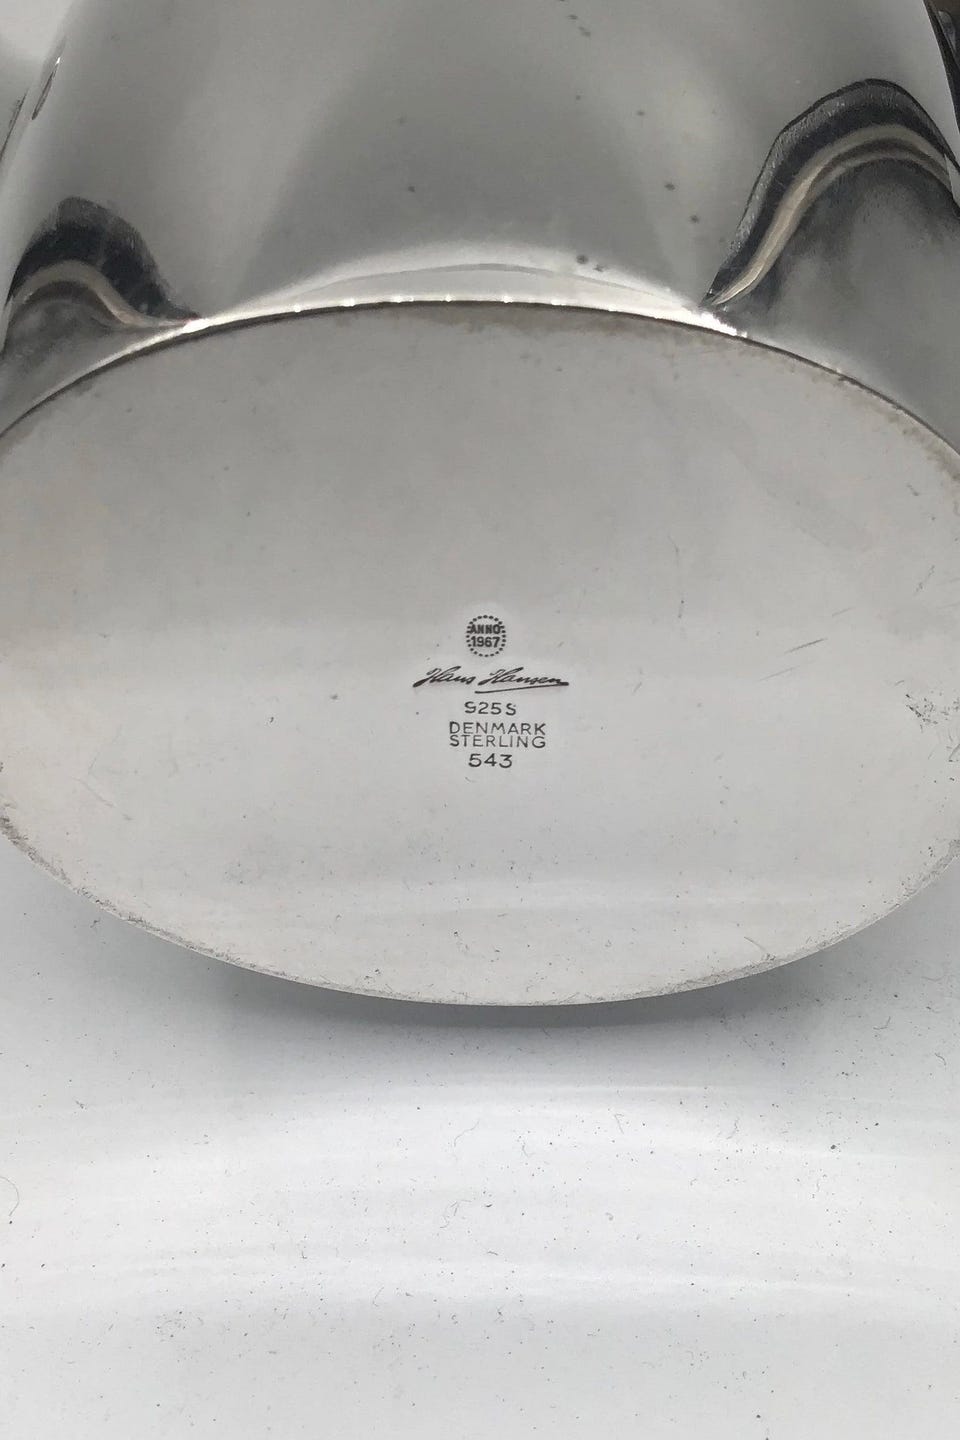 ANNO
1967
Hans Hansen
925S
DENMARK
STERLING
543